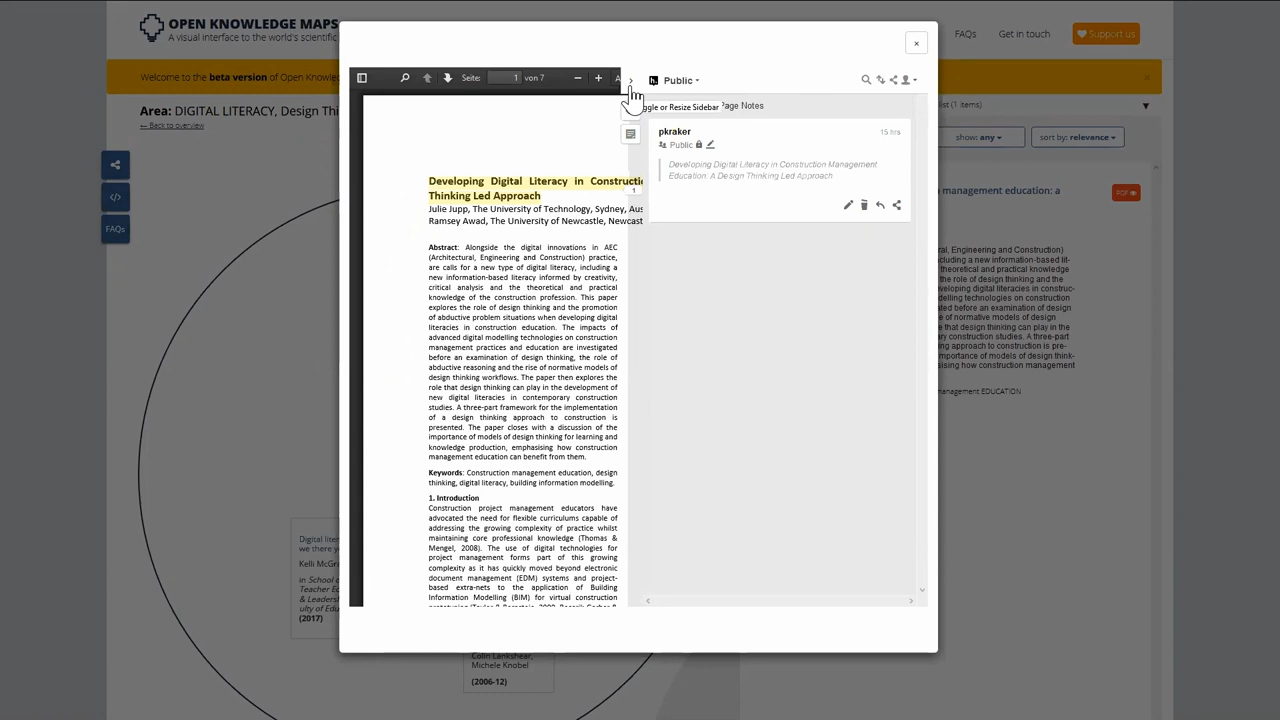 OPEN KNOWLEDGE MAPS
A visual interface to the world's scientific
FAQs
Get in touch
Support us
Welcome to the beta version of Open Knowledge
×
Area: DIGITAL LITERACY, Design Thi
← Back to overview
list (1 items)
show: any
sort by: relevance
FAQs
×
Seite: 1 von 7
Public
Toggle or Resize Sidebar
Page Notes
1
pkraker
15 hrs
Public
Developing Digital Literacy in Construction Management
Education: A Design Thinking Led Approach
Developing Digital Literacy in Constructi
Thinking Led Approach
Julie Jupp, The University of Technology, Sydney, Aus
Ramsey Awad, The University of Newcastle, Newcast
Abstract: Alongside the digital innovations in AEC
(Architectural, Engineering and Construction) practice,
are calls for a new type of digital literacy, including a
new information-based literacy informed by creativity,
critical analysis and the theoretical and practical
knowledge of the construction profession. This paper
explores the role of design thinking and the promotion
of abductive problem situations when developing digital
literacies in construction education. The impacts of
advanced digital modelling technologies on construction
management practices and education are investigated
before an examination of design thinking, the role of
abductive reasoning and the rise of normative models of
design thinking workflows. The paper then explores the
role that design thinking can play in the development of
new digital literacies in contemporary construction
studies. A three-part framework for the implementation
of a design thinking approach to construction is
presented. The paper closes with a discussion of the
importance of models of design thinking for learning and
knowledge production, emphasising how construction
management education can benefit from them.
Keywords: Construction management education, design
thinking, digital literacy, building information modelling.
1. Introduction
Construction project management educators have
advocated the need for flexible curriculums capable of
addressing the growing complexity of practice whilst
maintaining core professional knowledge (Thomas &
Mengel, 2008). The use of digital technologies for
project management forms part of this growing
complexity as it has quickly moved beyond electronic
document management (EDM) systems and project-
based extra-nets to the application of Building
Information Modelling (BIM) for virtual construction
management education: a
PDF
al, Engineering and Construction)
including a new information-based lit-
theoretical and practical knowledge
the role of design thinking and the
developing digital literacies in construc-
delling technologies on construction
ated before an examination of design
e of normative models of design
e that design thinking can play in the
ry construction studies. A three-part
ing approach to construction is pre-
mportance of models of design think-
sing how construction management
management EDUCATION
Digital liter
we there y
Kelli McGr
in School o
Teacher E
& Leadersh
ulty of Edu
(2017)
Colin Lankshear,
Michele Knobel
(2006-12)